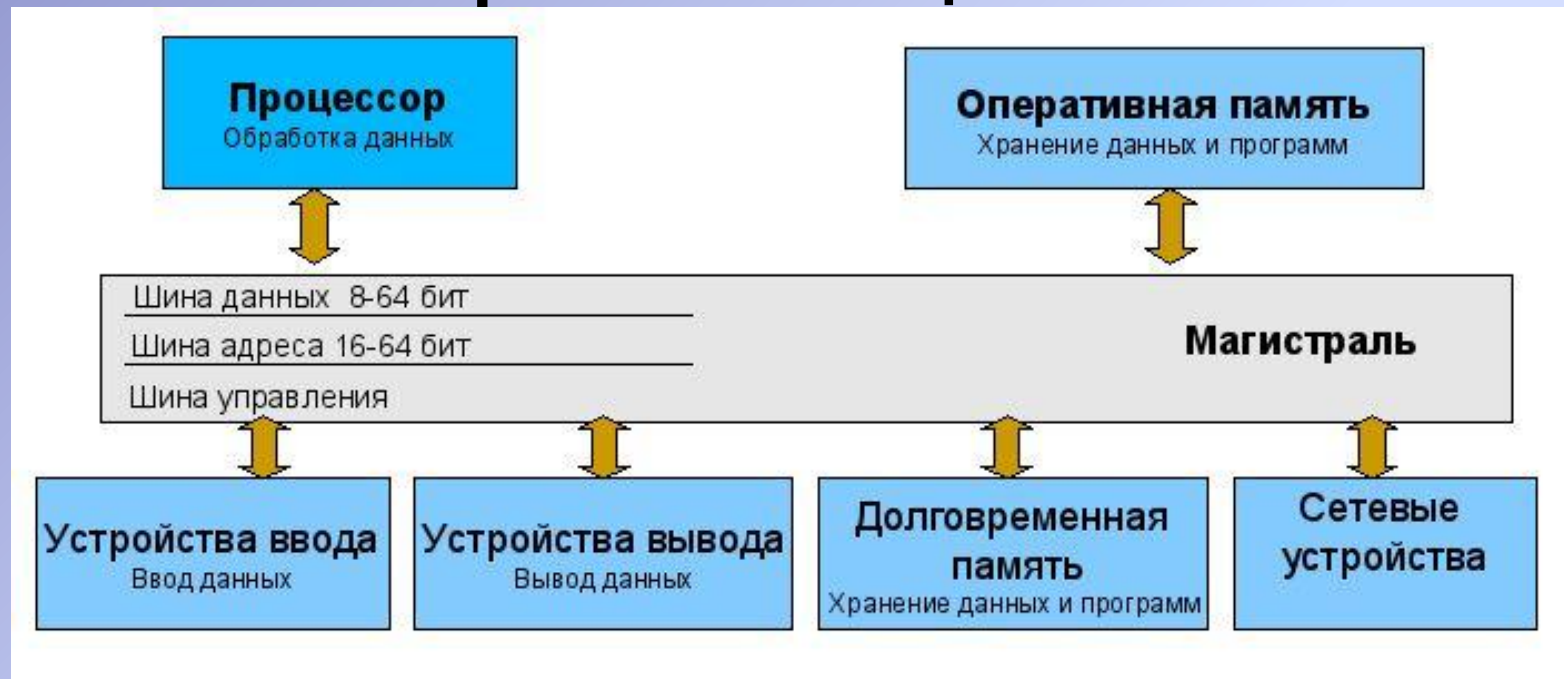 Процессор
Обработка данных
Оперативная память
Хранение данных и программ
Шина данных 8-64 бит
Шина адреса 16-64 бит
Шина управления
Магистраль
Устройства ввода
Ввод данных
Устройства вывода
Вывод данных
Долговременная
память
Хранение данных и программ
Сетевые
устройства